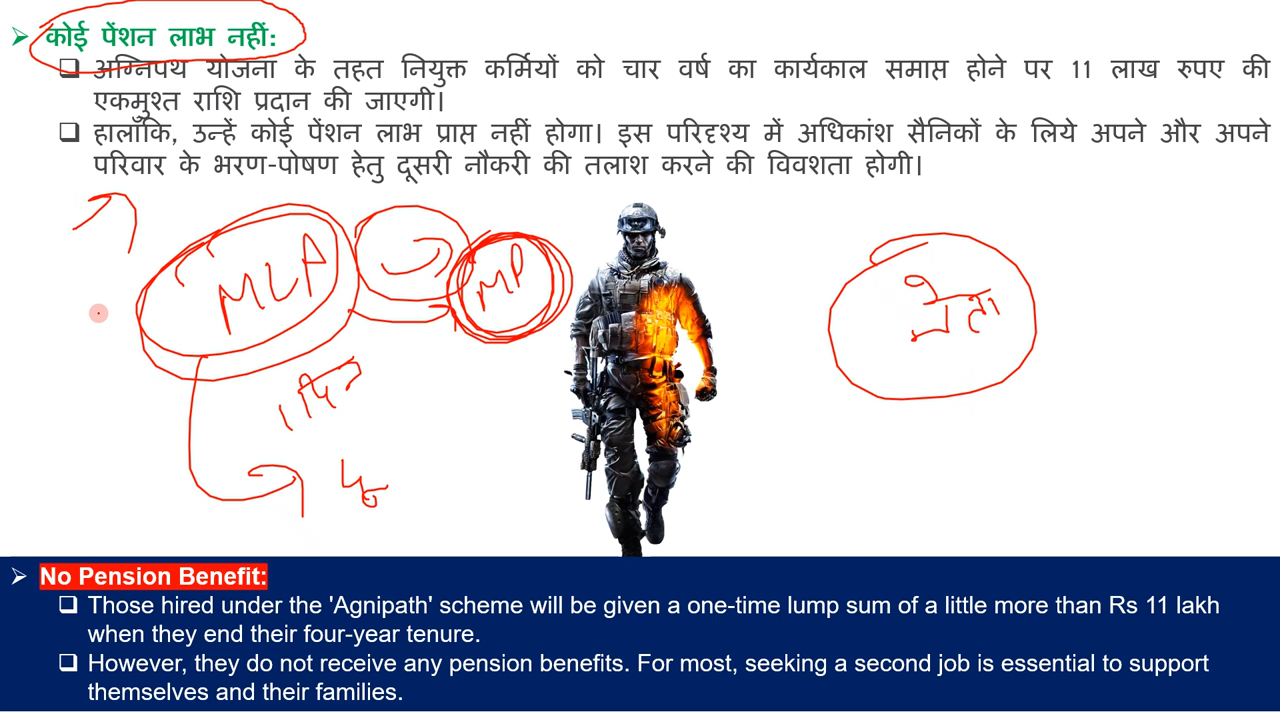 कोई पेंशन लाभ नहीं:
अग्निपथ योजना के तहत नियुक्त कर्मियों को चार वर्ष का कार्यकाल समाप्त होने पर 11 लाख रुपए की
एकमुश्त राशि प्रदान की जाएगी।
हालाँकि, उन्हें कोई पेंशन लाभ प्राप्त नहीं होगा। इस परिदृश्य में अधिकांश सैनिकों के लिये अपने और अपने
परिवार के भरण-पोषण हेतु दूसरी नौकरी की तलाश करने की विवशता होगी।
MLA MP नेता
1 दिन
No Pension Benefit:
Those hired under the 'Agnipath' scheme will be given a one-time lump sum of a little more than Rs 11 lakh
when they end their four-year tenure.
However, they do not receive any pension benefits. For most, seeking a second job is essential to support
themselves and their families.